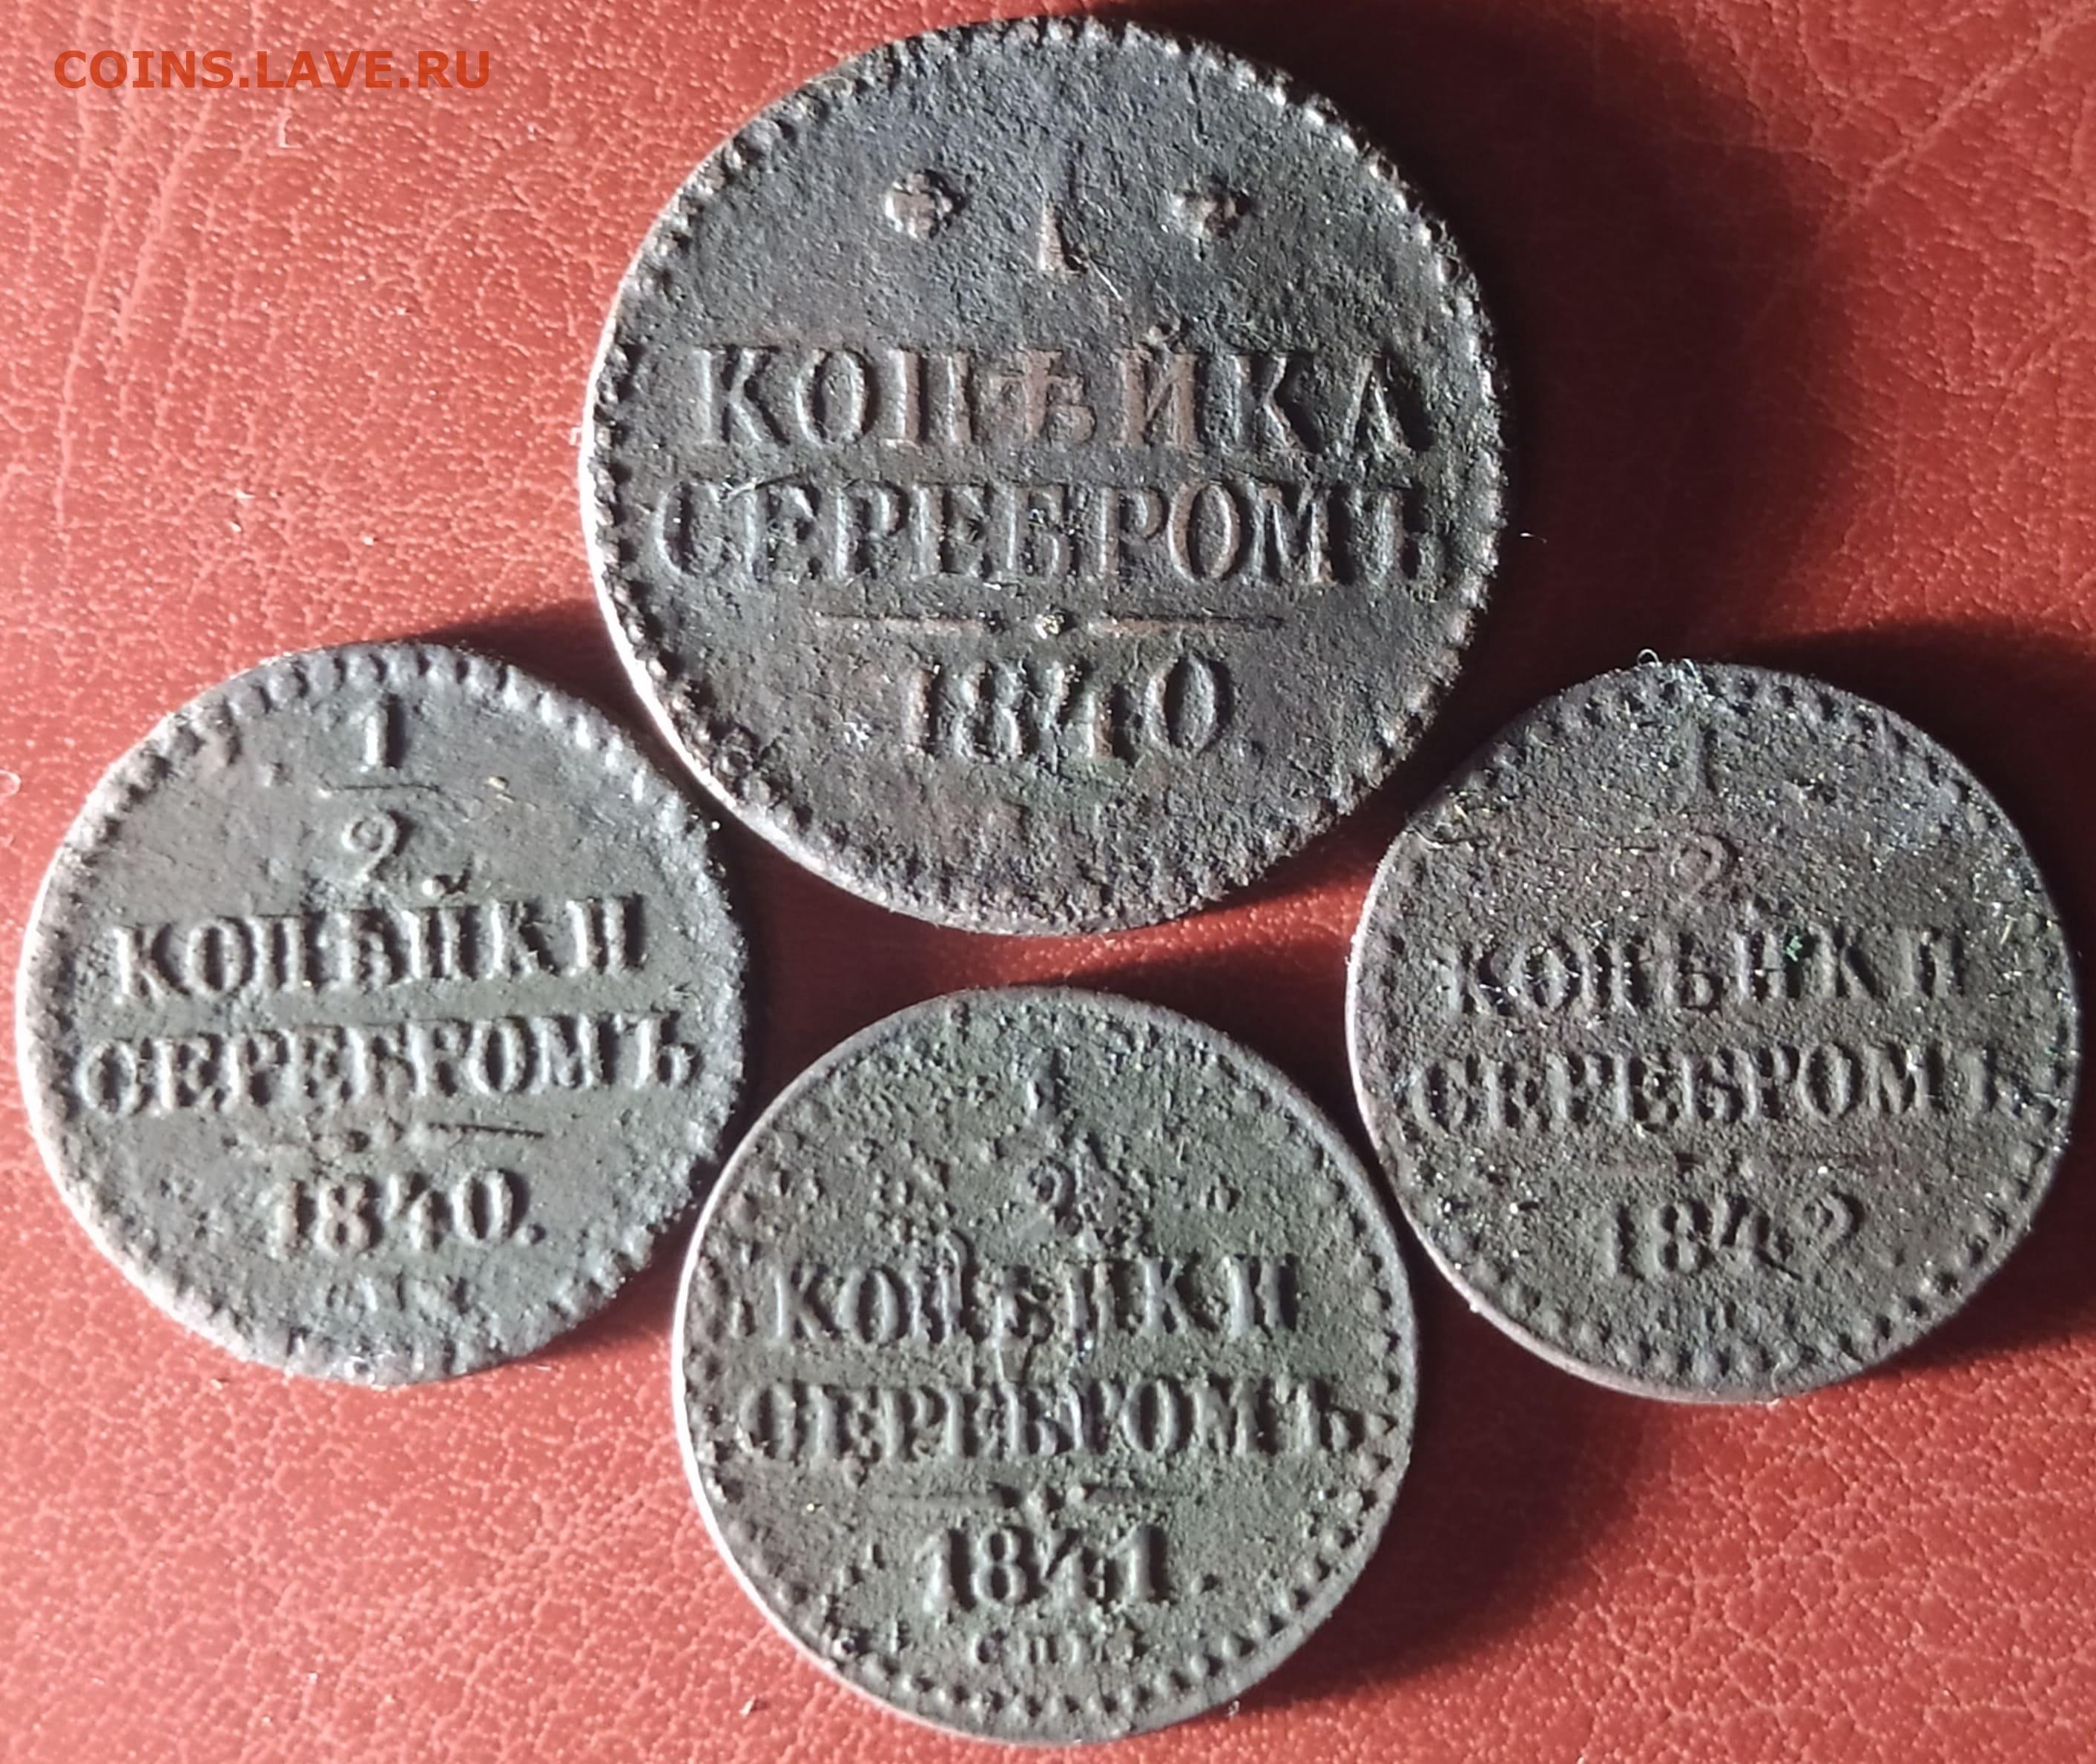 COINS.LAVE.RU
1
КОПѢЙКА
СЕРЕБРОМЪ
1840
1
2
КОПѢЙКИ
СЕРЕБРОМЪ
1840.
1
2
КОПѢЙКИ
СЕРЕБРОМЪ
1842
1
2
КОПѢЙКИ
СЕРЕБРОМЪ
1841.